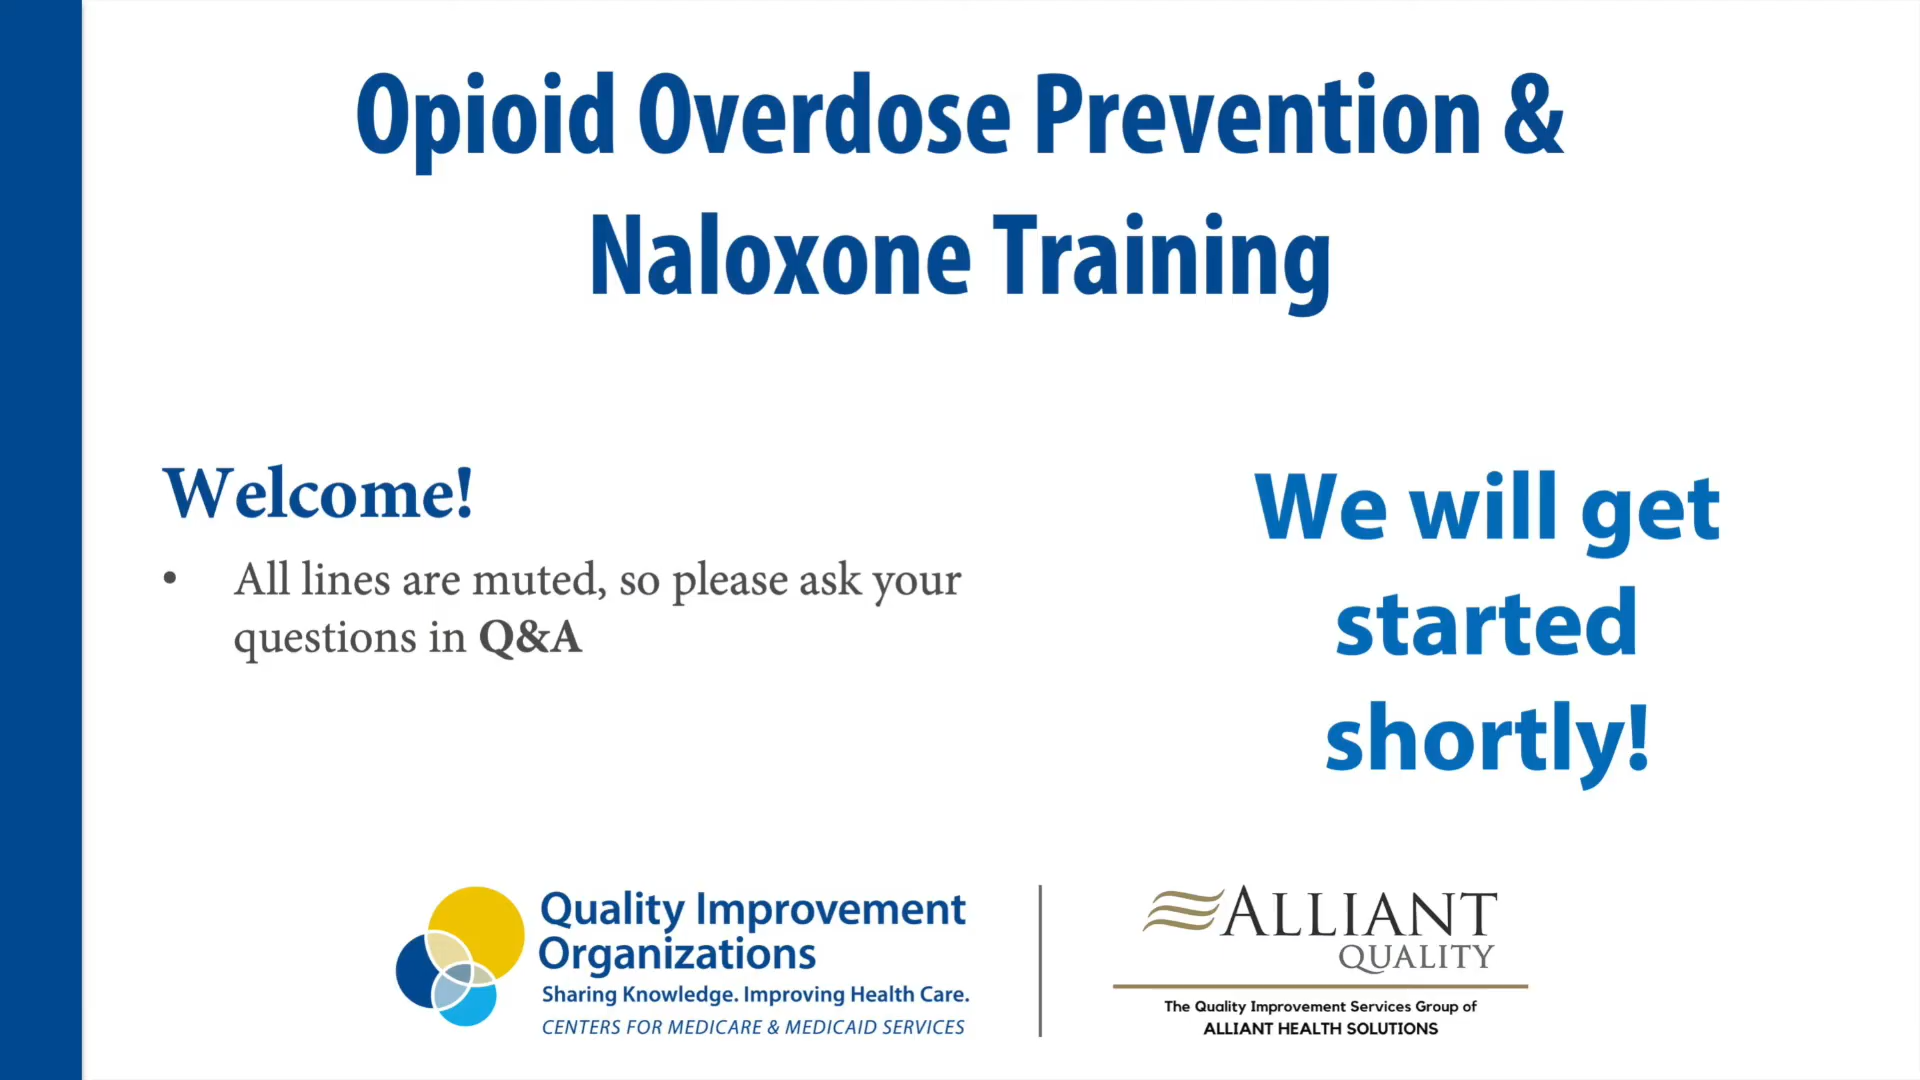 Opioid Overdose Prevention &
Naloxone Training
Welcome!
• All lines are muted, so please ask your
questions in Q&A
We will get
started
shortly!
Quality Improvement
Organizations
Sharing Knowledge. Improving Health Care.
CENTERS FOR MEDICARE & MEDICAID SERVICES
ALLIANT
QUALITY
The Quality Improvement Services Group of
ALLIANT HEALTH SOLUTIONS